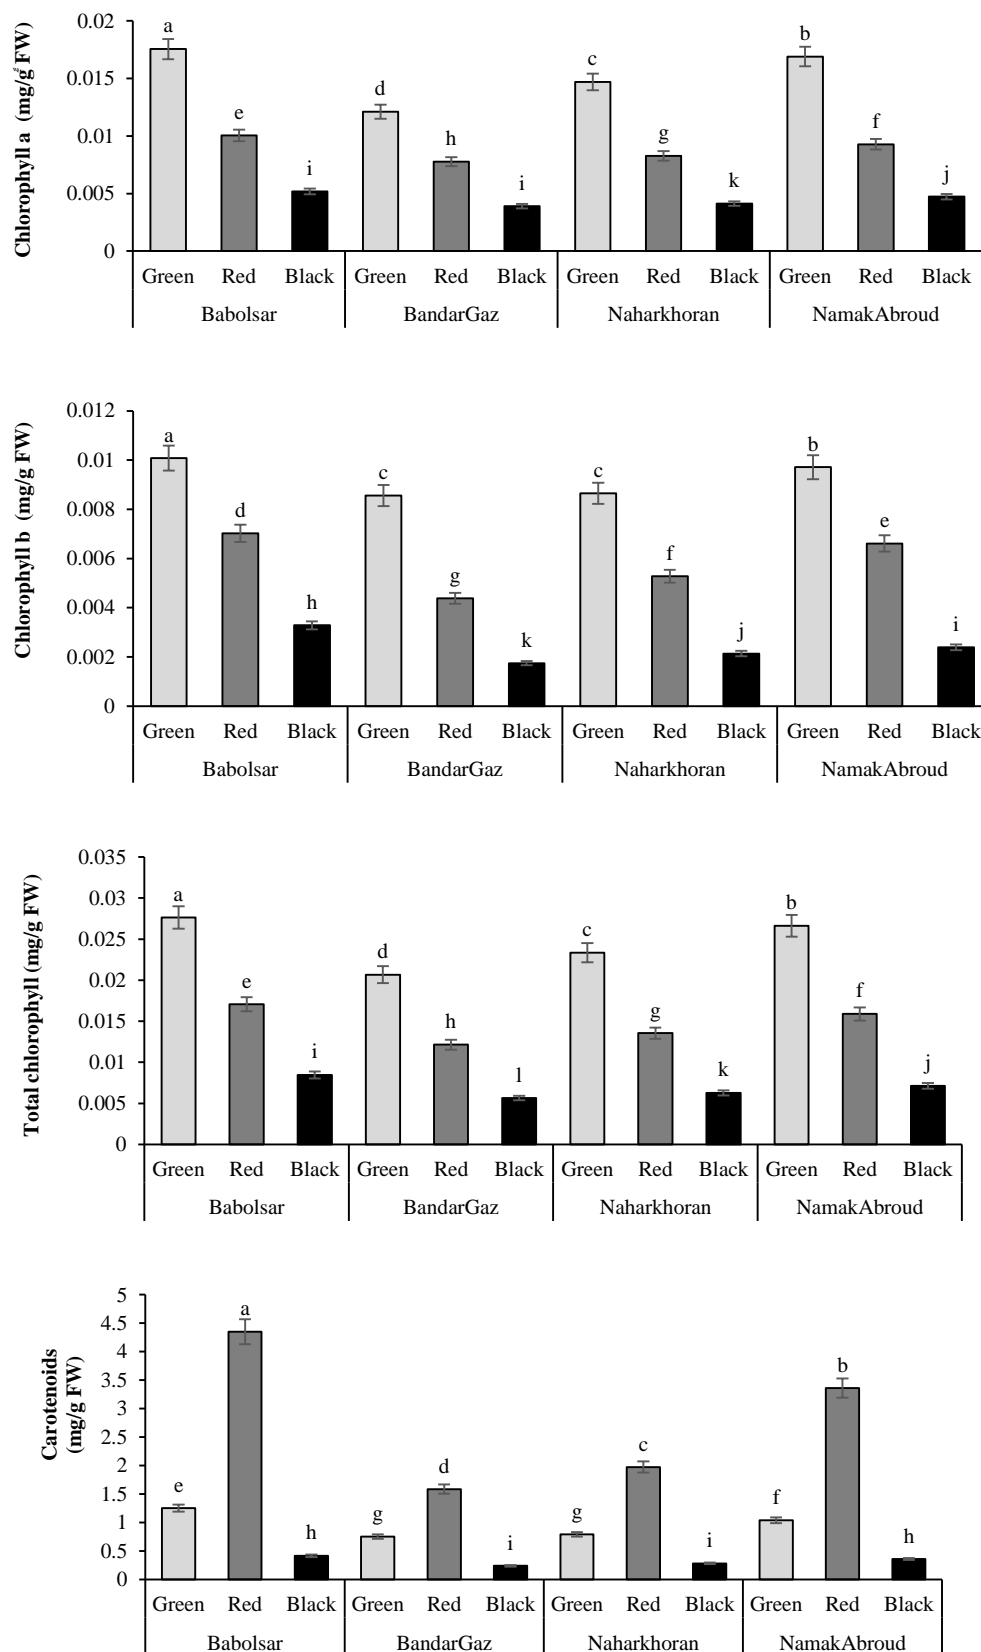 Chlorophyll a (mg/g FW)
0.02
0.015
0.01
0.005
0
a
e
i
d
h
i
c
g
k
b
f
j
Green Red Black Green Red Black Green Red Black Green Red Black
Babolsar BandarGaz Naharkhoran NamakAbroud
Chlorophyll b (mg/g FW)
0.012
0.01
0.008
0.006
0.004
0.002
0
a
d
h
c
g
k
c
f
j
b
e
i
Green Red Black Green Red Black Green Red Black Green Red Black
Babolsar BandarGaz Naharkhoran NamakAbroud
Total chlorophyll (mg/g FW)
0.035
0.03
0.025
0.02
0.015
0.01
0.005
0
a
e
i
d
h
l
c
g
k
b
f
j
Green Red Black Green Red Black Green Red Black Green Red Black
Babolsar BandarGaz Naharkhoran NamakAbroud
Carotenoids
(mg/g FW)
5
4.5
4
3.5
3
2.5
2
1.5
1
0.5
0
e
a
h
g
d
i
g
c
i
f
b
h
Green Red Black Green Red Black Green Red Black Green Red Black
Babolsar BandarGaz Naharkhoran NamakAbroud